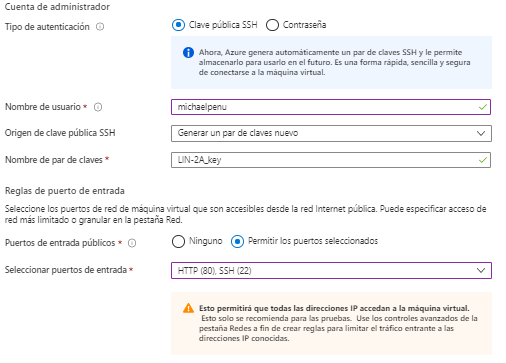 Cuenta de administrador
Tipo de autenticación
Clave pública SSH
Contraseña
Ahora, Azure genera automáticamente un par de claves SSH y le permite
almacenarlo para usarlo en el futuro. Es una forma rápida, sencilla y segura
de conectarse a la máquina virtual.
Nombre de usuario *
michaelpenu
Origen de clave pública SSH
Generar un par de claves nuevo
Nombre de par de claves *
LIN-2A_key
Reglas de puerto de entrada
Seleccione los puertos de red de máquina virtual que son accesibles desde la red Internet pública. Puede especificar acceso de
red más limitado o granular en la pestaña Red.
Puertos de entrada públicos *
Ninguno
Permitir los puertos seleccionados
Seleccionar puertos de entrada *
HTTP (80), SSH (22)
Esto permitirá que todas las direcciones IP accedan a la máquina virtual.
Esto solo se recomienda para las pruebas. Use los controles avanzados de la
pestaña Redes a fin de crear reglas para limitar el tráfico entrante a las
direcciones IP conocidas.